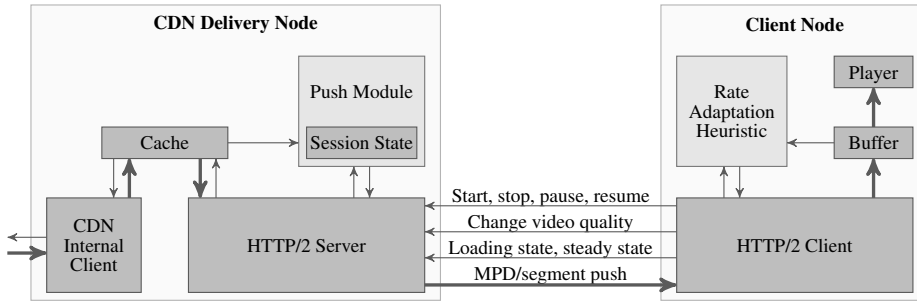 CDN Delivery Node
Client Node
Push Module
Session State
Cache
CDN
Internal
Client
HTTP/2 Server
Start, stop, pause, resume
Change video quality
Loading state, steady state
MPD/segment push
Rate
Adaptation
Heuristic
Player
Buffer
HTTP/2 Client